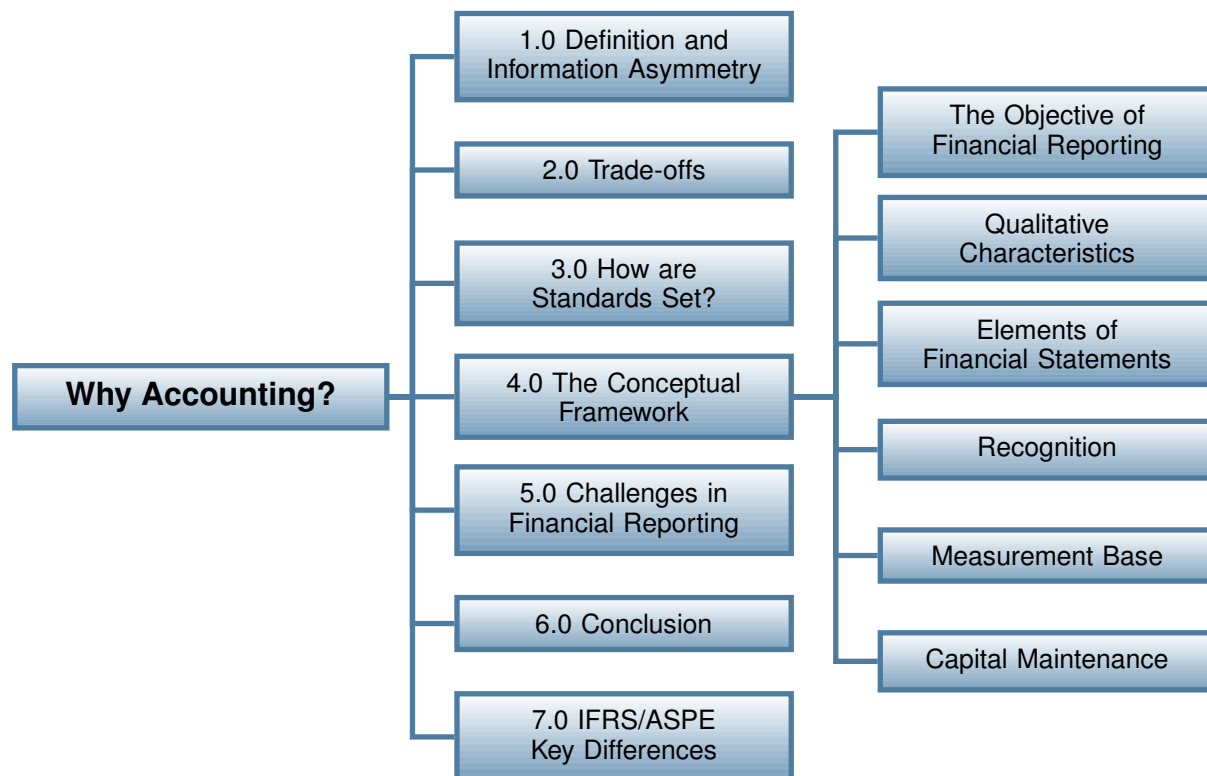 Why Accounting?
1.0 Definition and
Information Asymmetry
2.0 Trade-offs
3.0 How are
Standards Set?
4.0 The Conceptual
Framework
5.0 Challenges in
Financial Reporting
6.0 Conclusion
7.0 IFRS/ASPE
Key Differences
The Objective of
Financial Reporting
Qualitative
Characteristics
Elements of
Financial Statements
Recognition
Measurement Base
Capital Maintenance